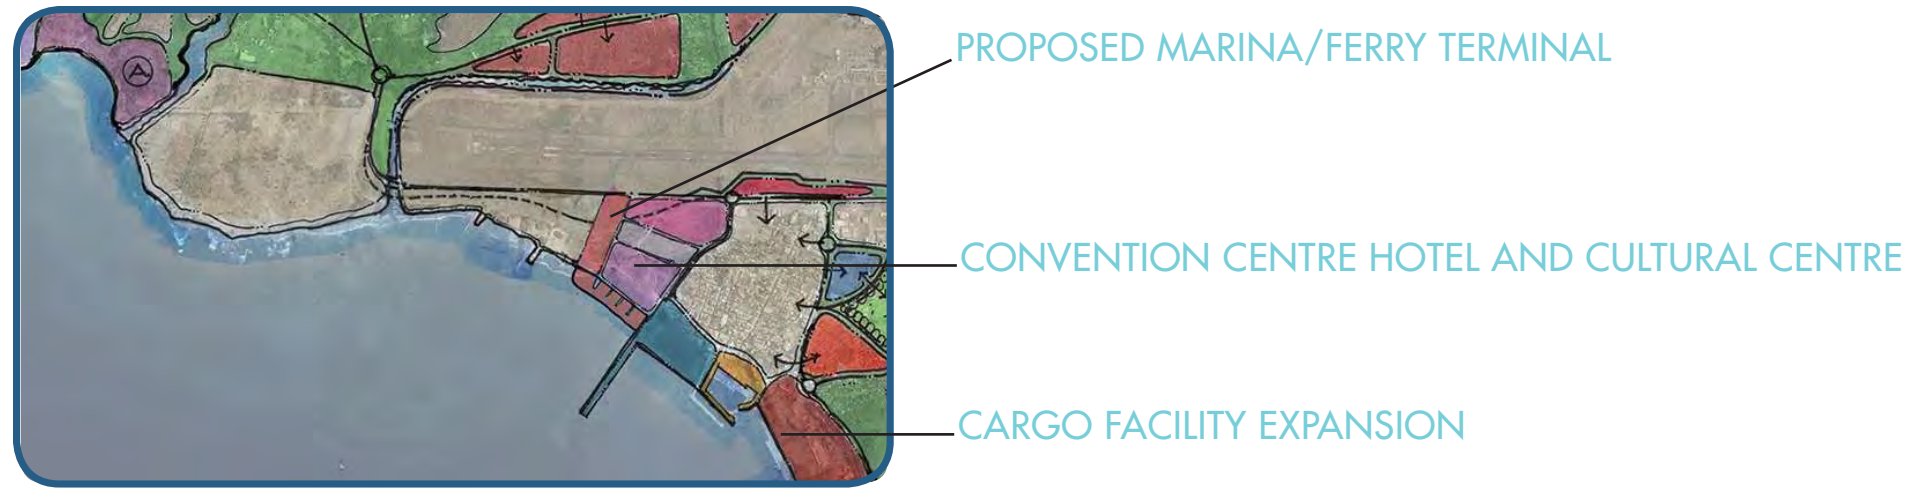 PROPOSED MARINA/FERRY TERMINAL
A
CONVENTION CENTRE HOTEL AND CULTURAL CENTRE
CARGO FACILITY EXPANSION